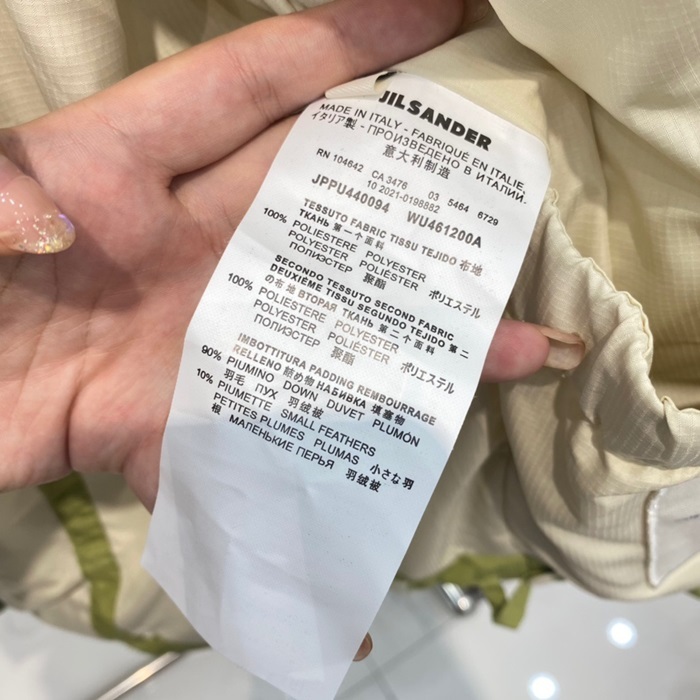 JIL SANDER
MADE IN ITALY - FABRIQUÉ EN ITALIE.
イタリア製 - ПРОИЗВЕДЕНО В ИТАЛИИ.
意大利制造
RN 104642 CA 3476 03 5464 6729
10 2021-0198882
JPPU440094 WU461200A
TESSUTO FABRIC TISSU TEJIDO 布地
ТКАНЬ 第一个面料
100% POLIESTERE POLYESTER
POLYESTER POLIÉSTER ポリエステル
ПОЛИЭСТЕР 聚酯
SECONDO TESSUTO SECOND FABRIC
DEUXIÈME TISSU SEGUNDO TEJIDO 第二
の布地 ВТОРАЯ ТКАНЬ 第二个面料
100% POLIESTERE POLYESTER
POLYESTER POLIÉSTER ポリエステル
ПОЛИЭСТЕР 聚酯
IMBOTTITURA PADDING REMBOURRAGE
RELLENO 詰め物 НАБИВКА 填塞物
90% PIUMINO DOWN DUVET PLUMON
羽毛 ПУХ 羽绒被
10% PIUMETTE SMALL FEATHERS
PETITES PLUMES PLUMAS 小さな羽
根 МАЛЕНЬКИЕ ПЕРЬЯ 羽绒被